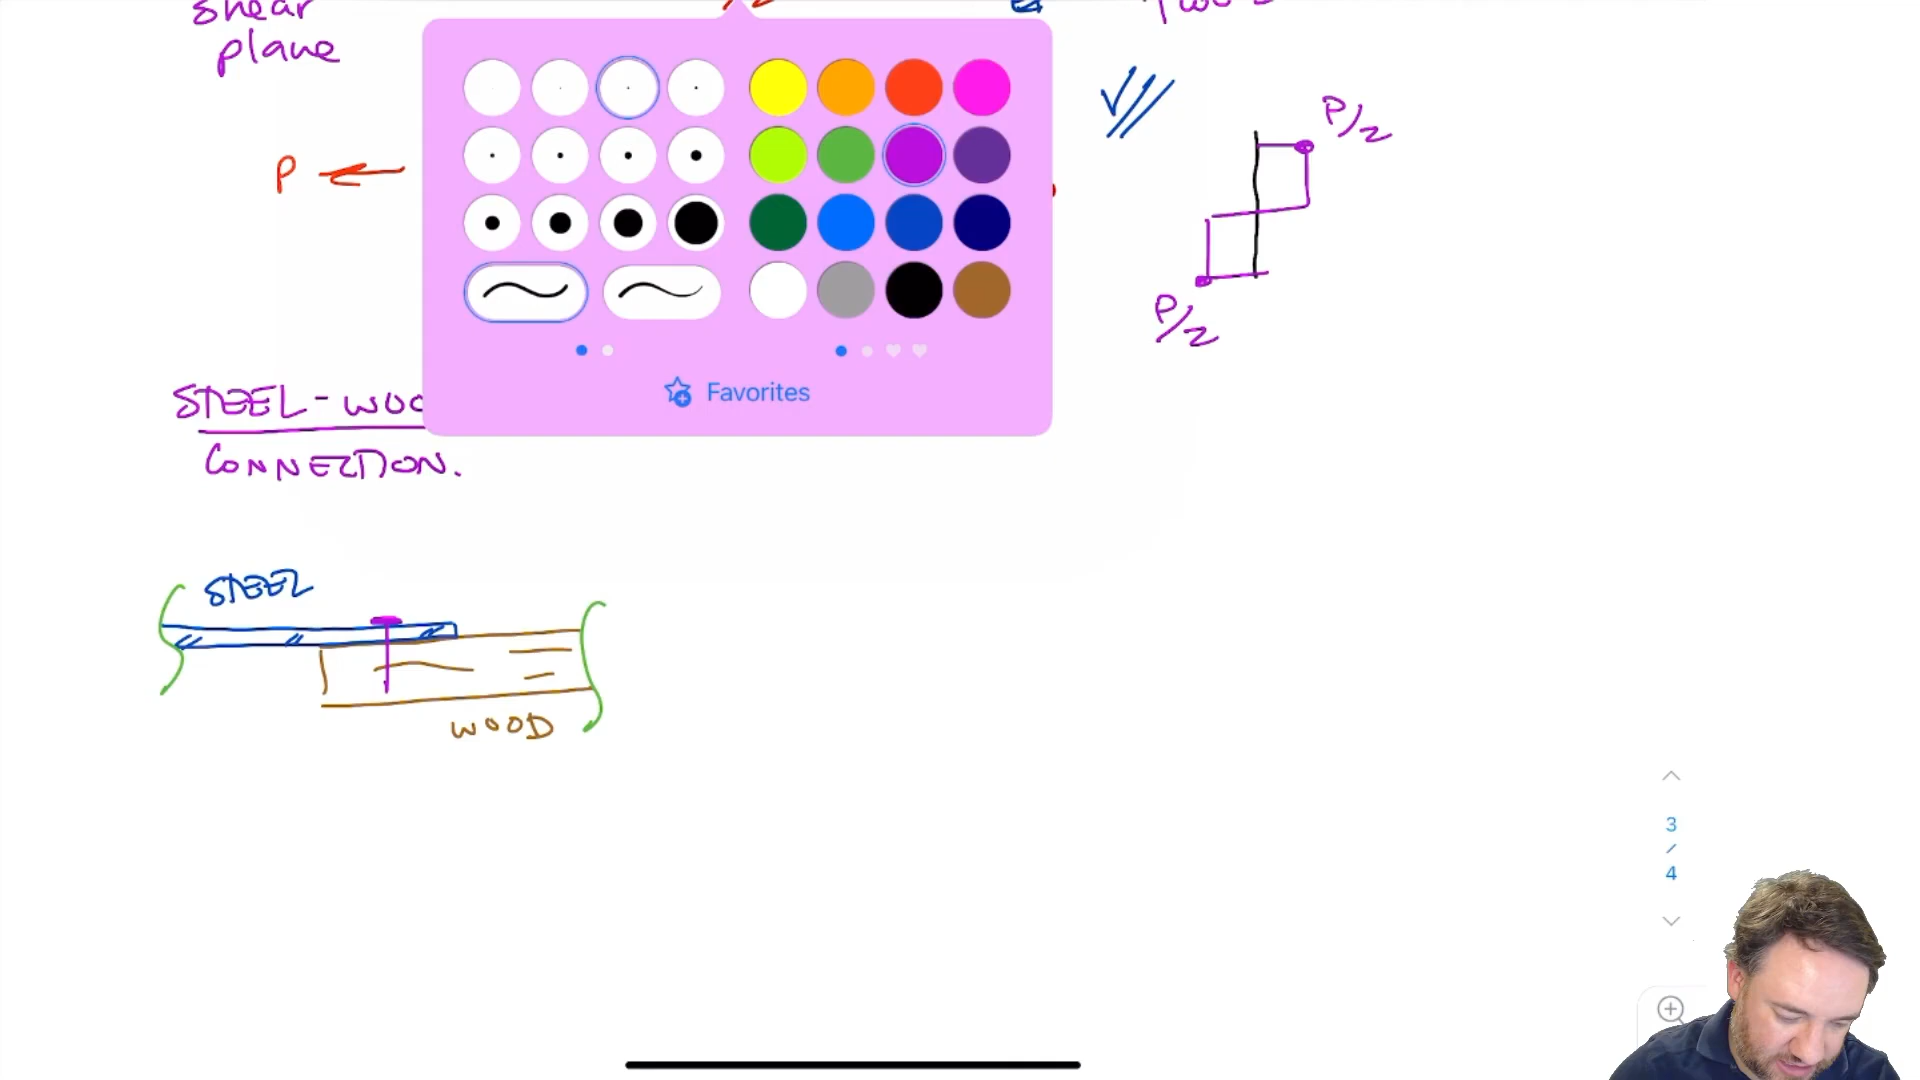 shear
plane
P
P/2
P/2
Favorites
STEEL-WOO
CONNECTION.
STEEL
WOOD
3
/
4